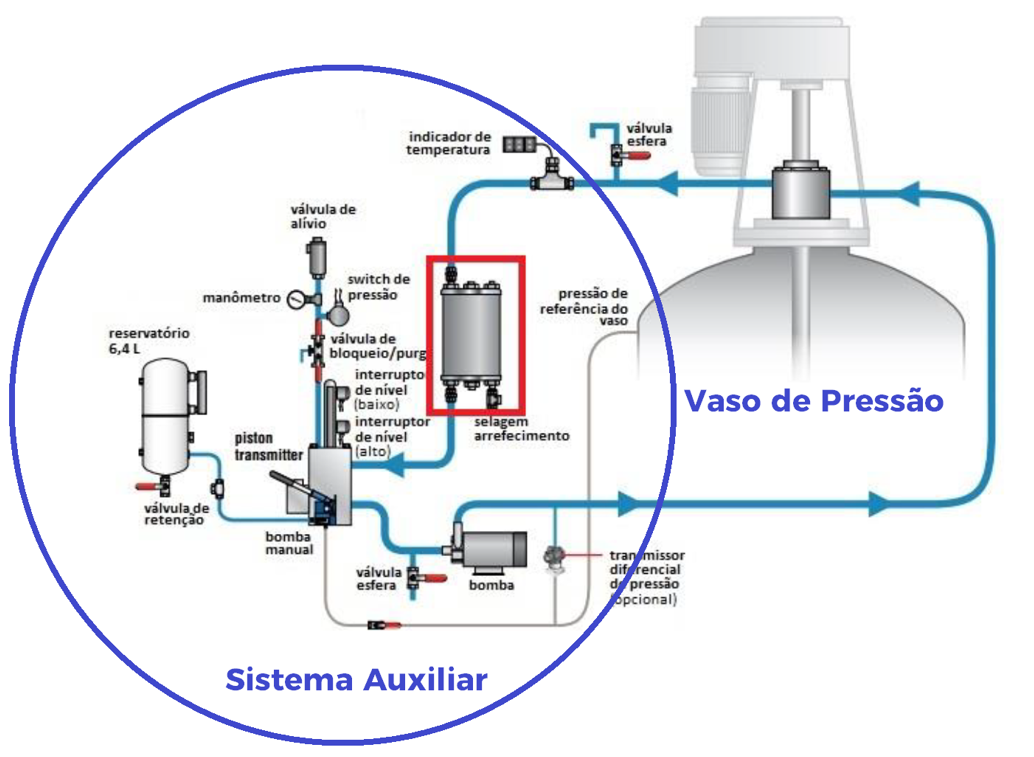 indicador de
temperatura
válvula
esfera
válvula de
alívio
switch de
pressão
manômetro
pressão de
referência do
vaso
reservatório
6,4 L
válvula de
bloqueio/purg
interrupto
de nível
(baixo)
Vaso de Pressão
interruptor
de nível
(alto)
selagem
arrefecimento
piston
transmitter
válvula de
retenção
bomba
manual
válvula
esfera
bomba
transmissor
diferencial
de pressão
(opcional)
Sistema Auxiliar